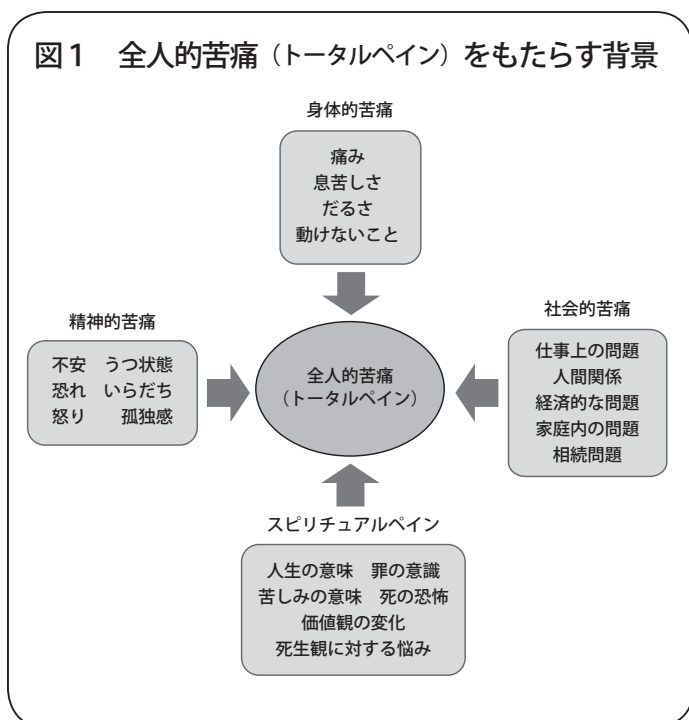 図1　全人的苦痛（トータルペイン）をもたらす背景
身体的苦痛
痛み
息苦しさ
だるさ
動けないこと
精神的苦痛
不安　うつ状態
恐れ　いらだち
怒り　孤独感
全人的苦痛
（トータルペイン）
社会的苦痛
仕事上の問題
人間関係
経済的な問題
家庭内の問題
相続問題
スピリチュアルペイン
人生の意味　罪の意識
苦しみの意味　死の恐怖
価値観の変化
死生観に対する悩み